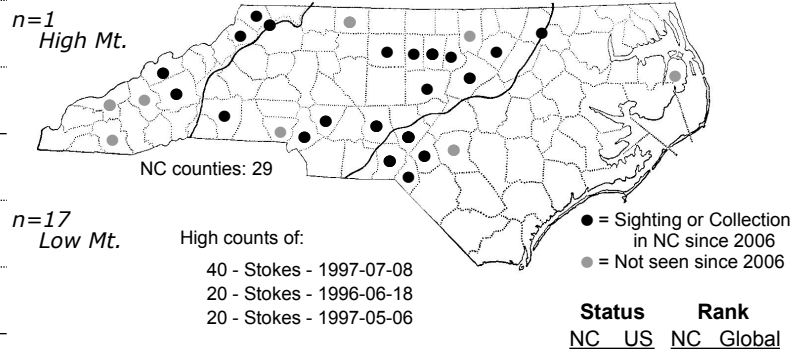 n=1
High Mt.
NC counties: 29
n=17
Low Mt.
High counts of:
40 - Stokes - 1997-07-08
20 - Stokes - 1996-06-18
20 - Stokes - 1997-05-06
= Sighting or Collection
in NC since 2006
= Not seen since 2006
Status Rank
NC US NC Global